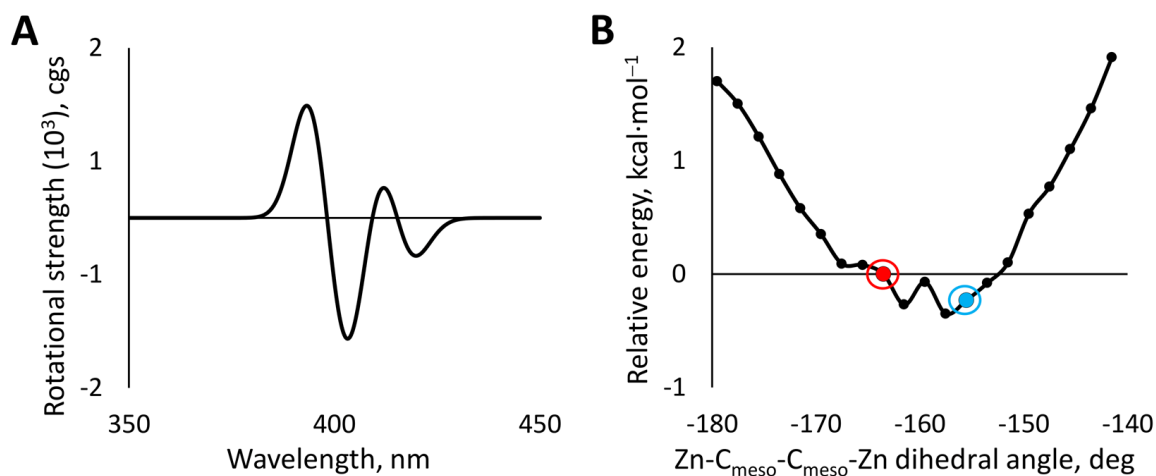 A
Rotational strength (10³), cgs
2
1
-1
-2
350
400
450
Wavelength, nm
B
Relative energy, kcal·mol⁻¹
2
1
0
-1
-180
-170
-160
-150
-140
Zn-Cmeso-Cmeso-Zn dihedral angle, deg